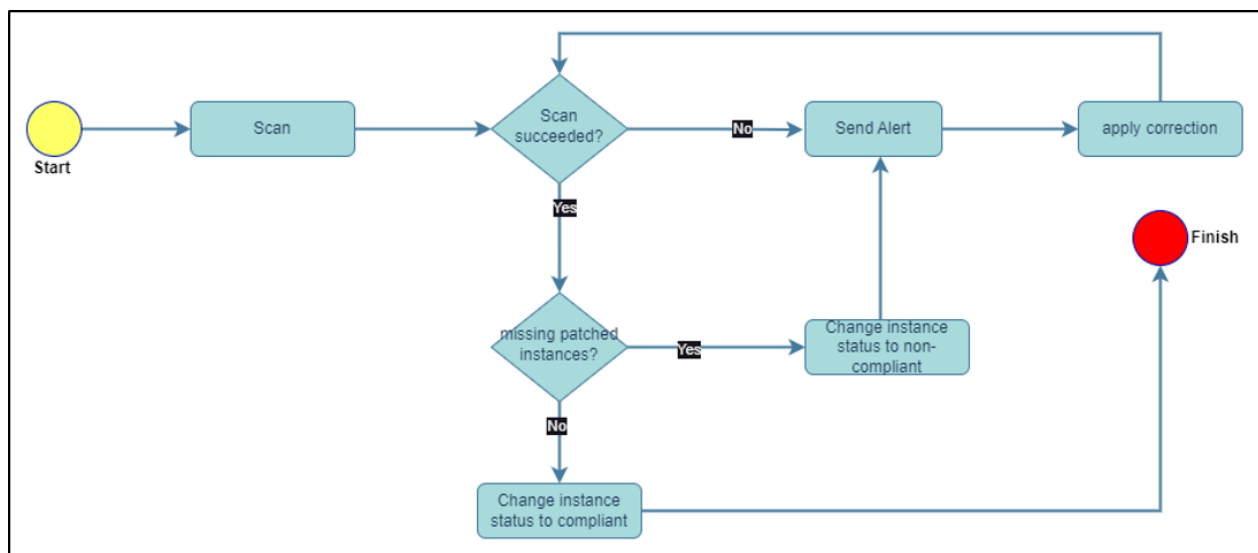 Start
Scan
Scan
succeeded?
No
Send Alert
apply correction
Yes
Finish
missing patched
instances?
Yes
Change instance
status to non-
compliant
No
Change instance
status to compliant